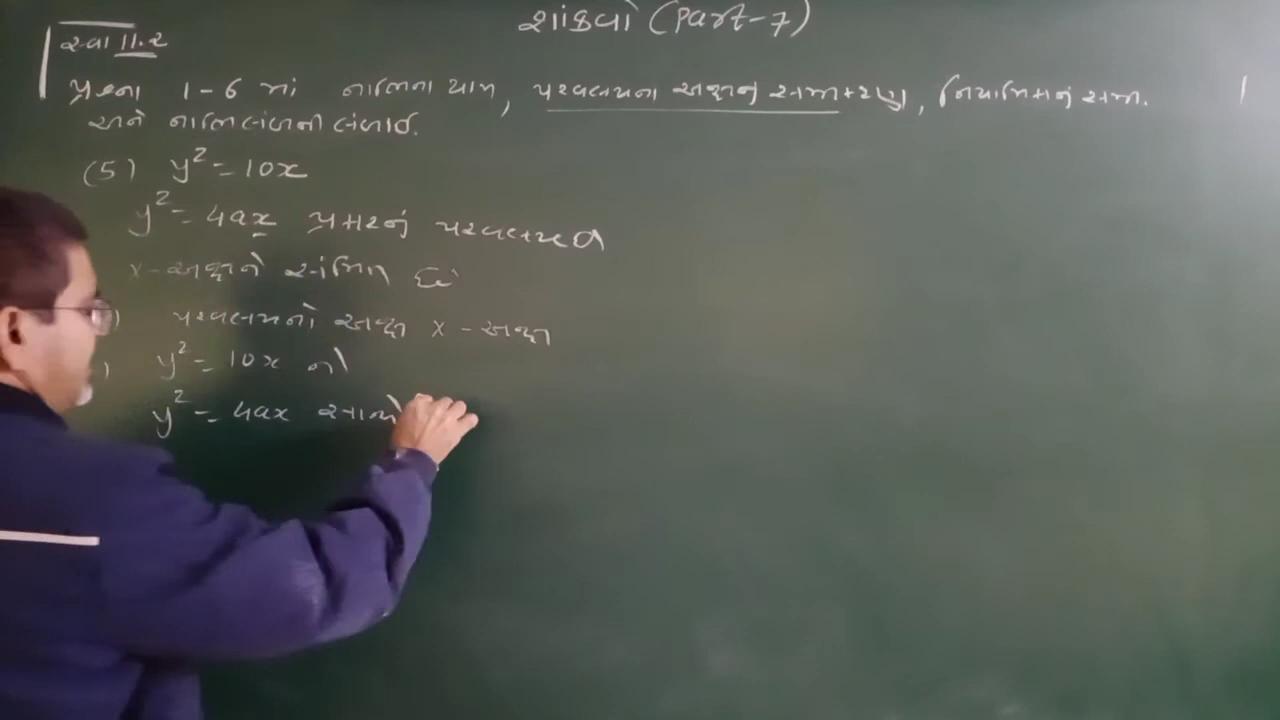 શાંકવો (Part-7)
સ્વા 11.2
પ્રશ્ન 1-6 માં નાભિના યામ, પરવલયના અક્ષનું સમીકરણ, નિયામિકાનું સમી.
અને નાભિલંબની લંબાઈ.
(5) y² = 10x
y² = 4ax પ્રકારનું પરવલય
x-અક્ષને સંમિત છે
પરવલયનો અક્ષ x-અક્ષ
y² = 10x ને
y² = 4ax સાથે